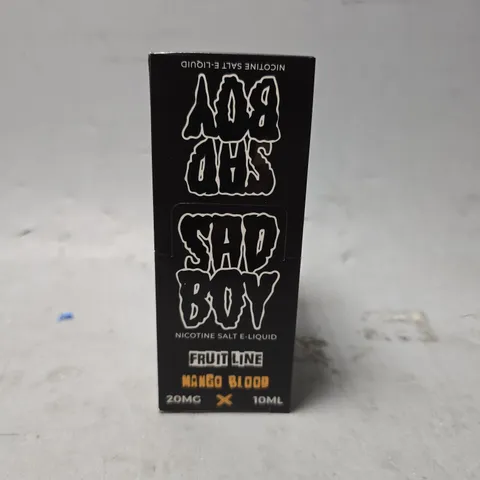 NICOTINE SALT E-LIQUID
BOY
SAD
SAD
BOY
NICOTINE SALT E-LIQUID
FRUIT LINE
MANGO BLOOD
20MG X 10ML